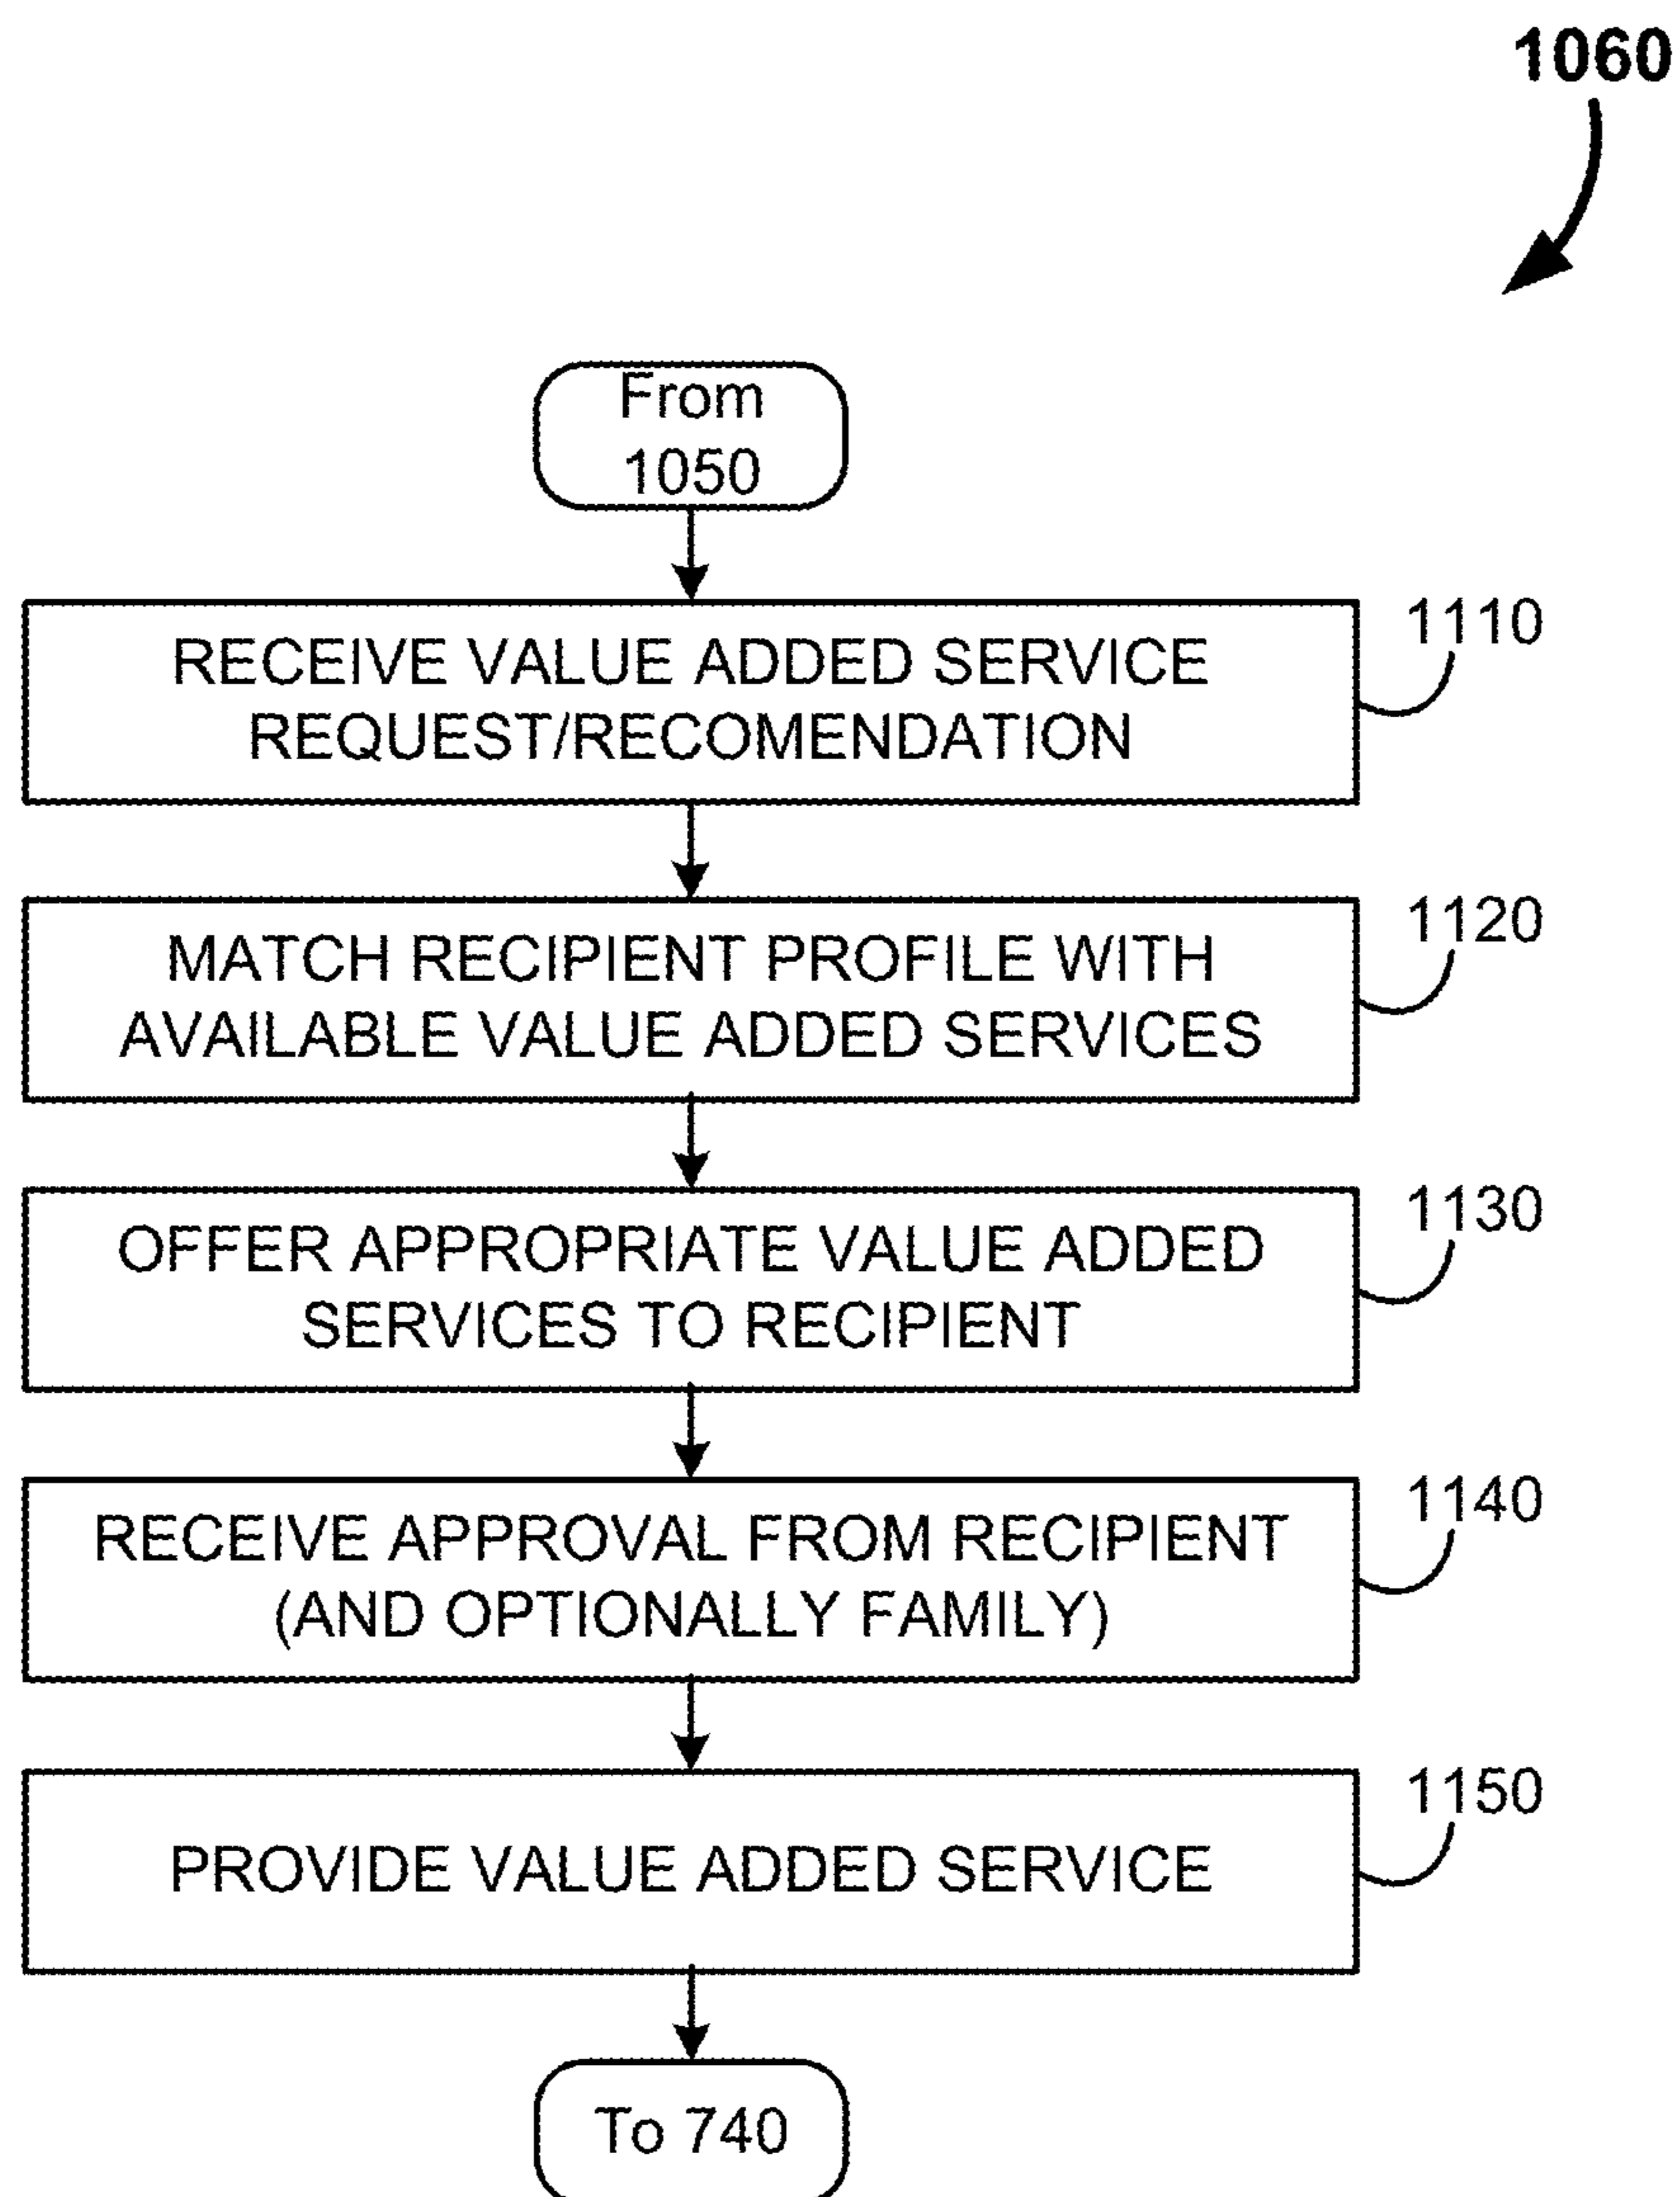 1060
From
1050
RECEIVE VALUE ADDED SERVICE
REQUEST/RECOMENDATION
1110
MATCH RECIPIENT PROFILE WITH
AVAILABLE VALUE ADDED SERVICES
1120
OFFER APPROPRIATE VALUE ADDED
SERVICES TO RECIPIENT
1130
RECEIVE APPROVAL FROM RECIPIENT
(AND OPTIONALLY FAMILY)
1140
PROVIDE VALUE ADDED SERVICE
1150
To 740